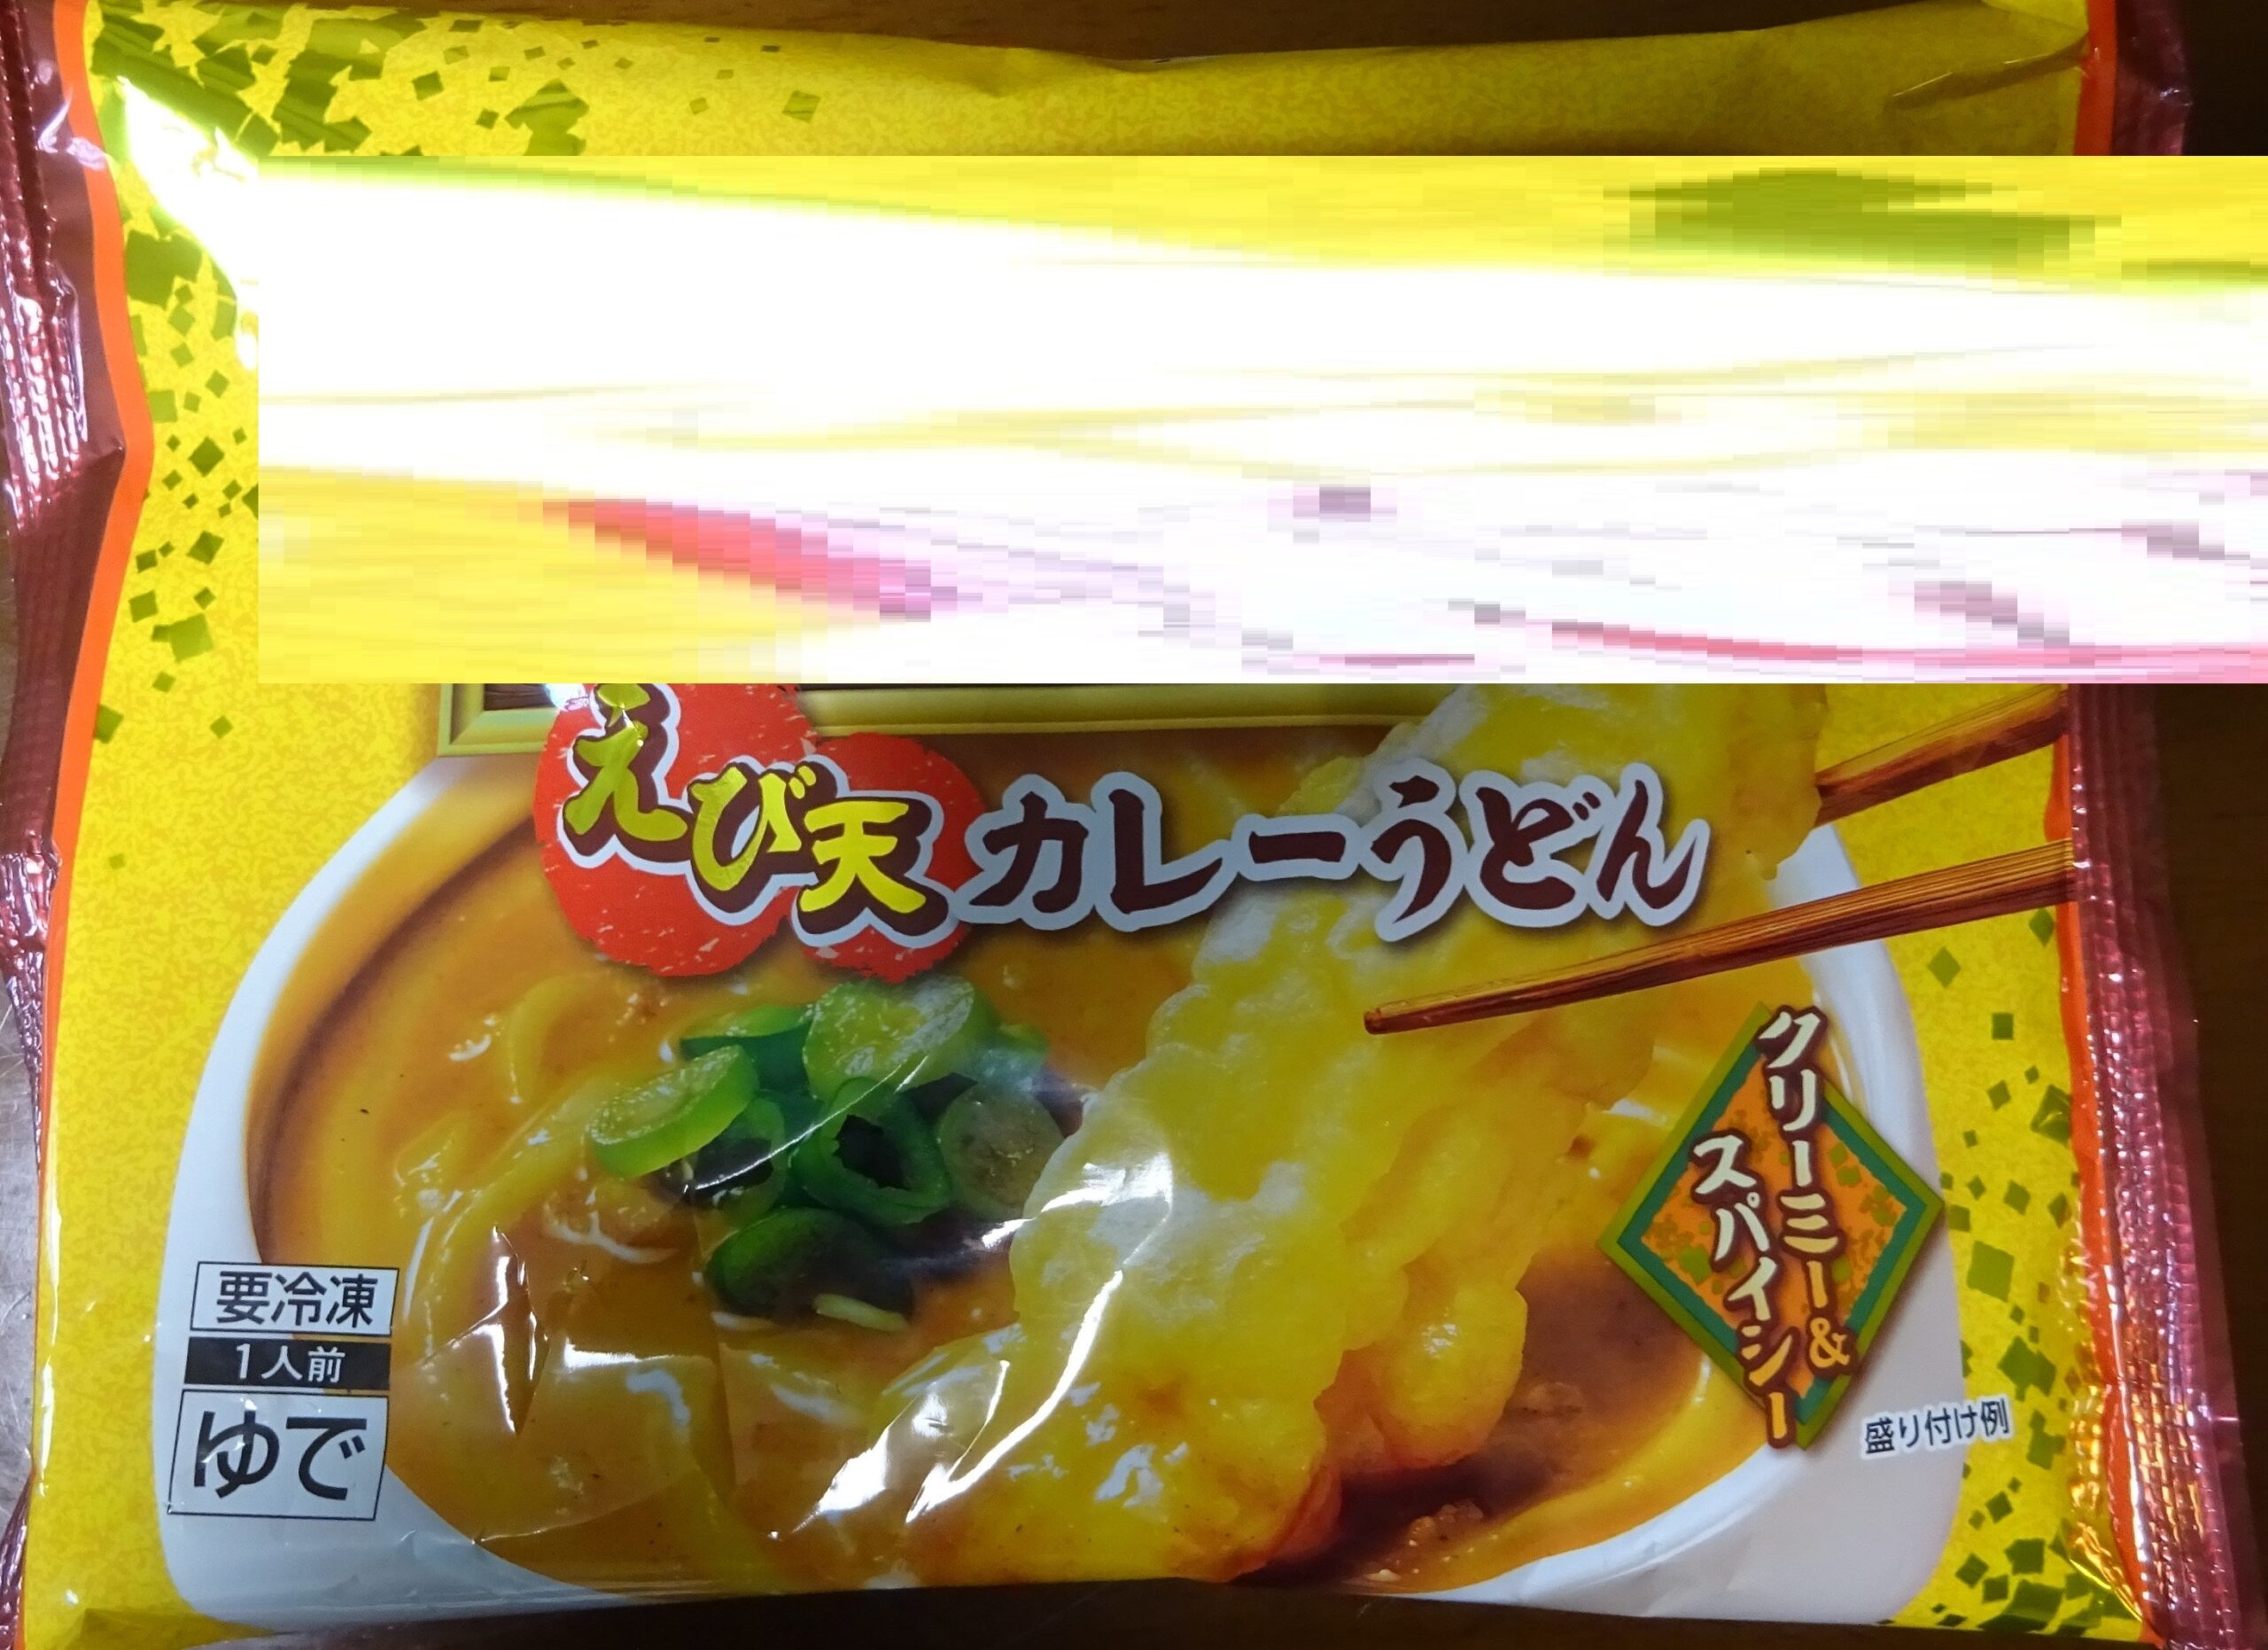 えび天カレーうどん
クリーミー&
スパイシー
要冷凍
1人前
ゆで
盛り付け例